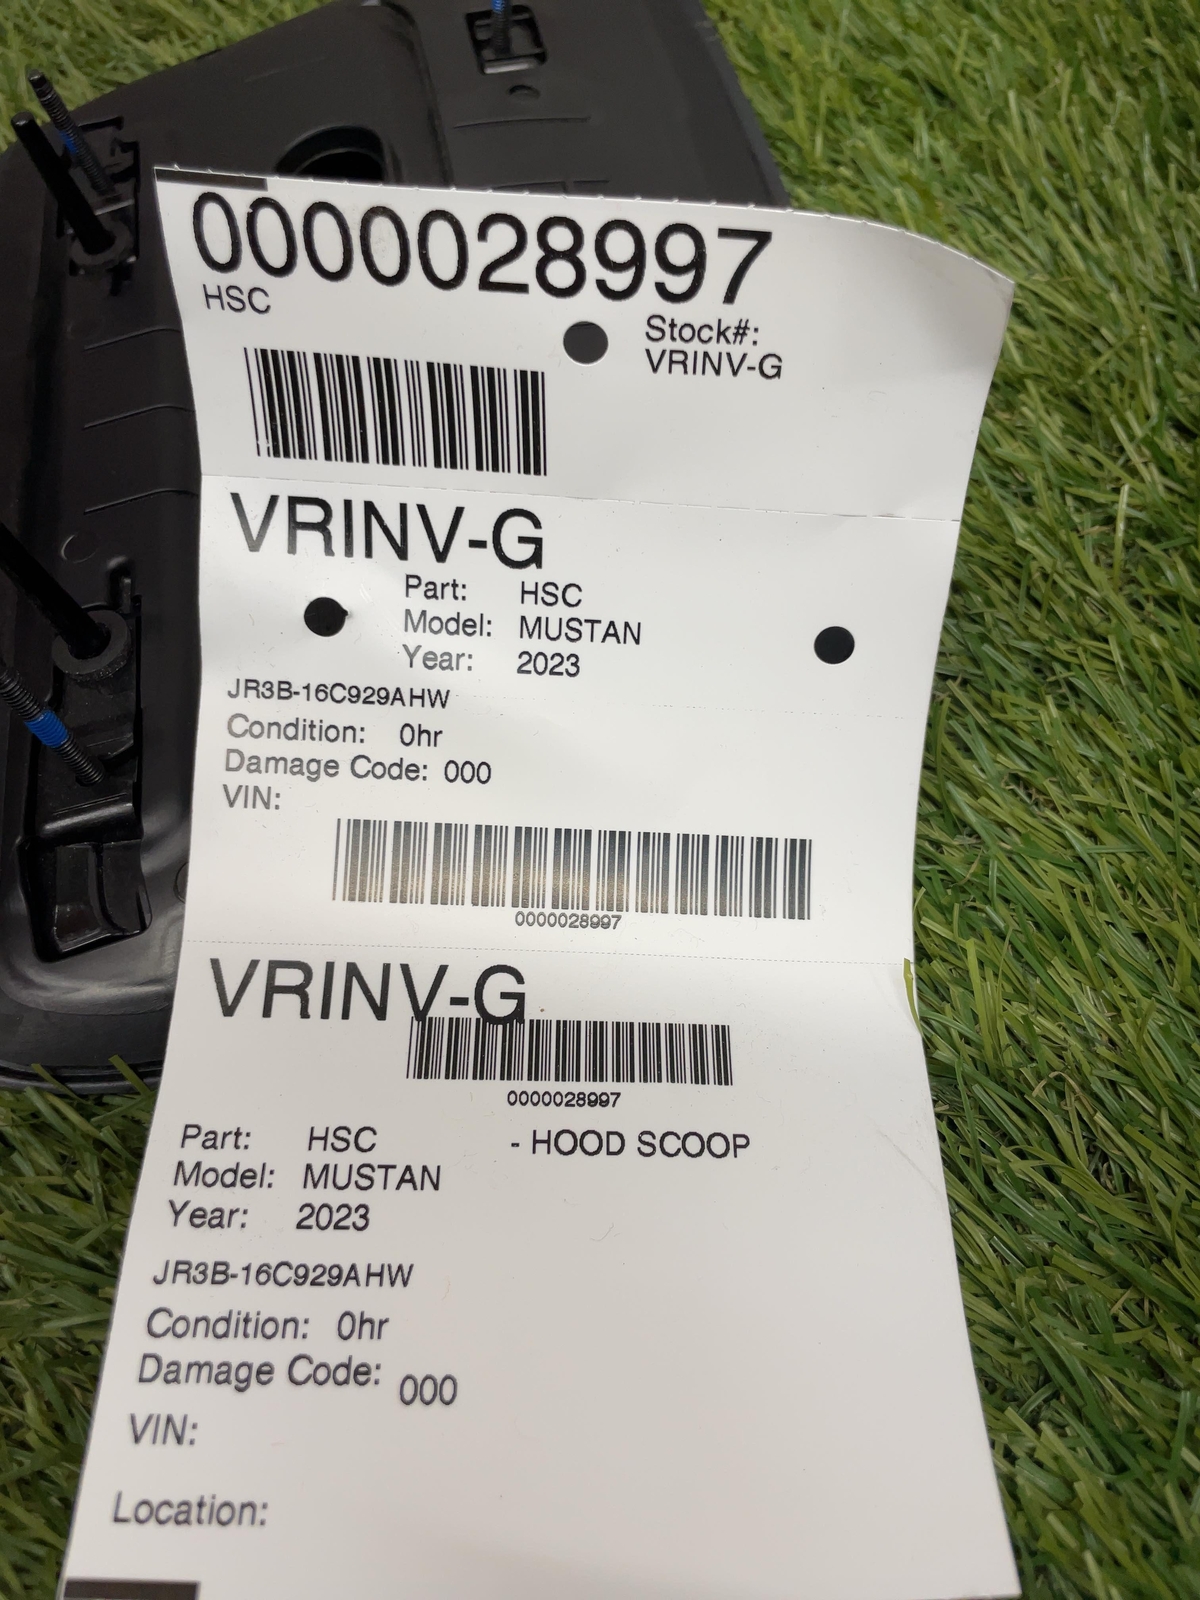 0000028997
HSC
Stock#:
VRINV-G
VRINV-G
Part: HSC
Model: MUSTAN
Year: 2023
JR3B-16C929AHW
Condition: 0hr
Damage Code: 000
VIN:
0000028997
VRINV-G
0000028997
Part: HSC - HOOD SCOOP
Model: MUSTAN
Year: 2023
JR3B-16C929AHW
Condition: 0hr
Damage Code: 000
VIN:
Location: